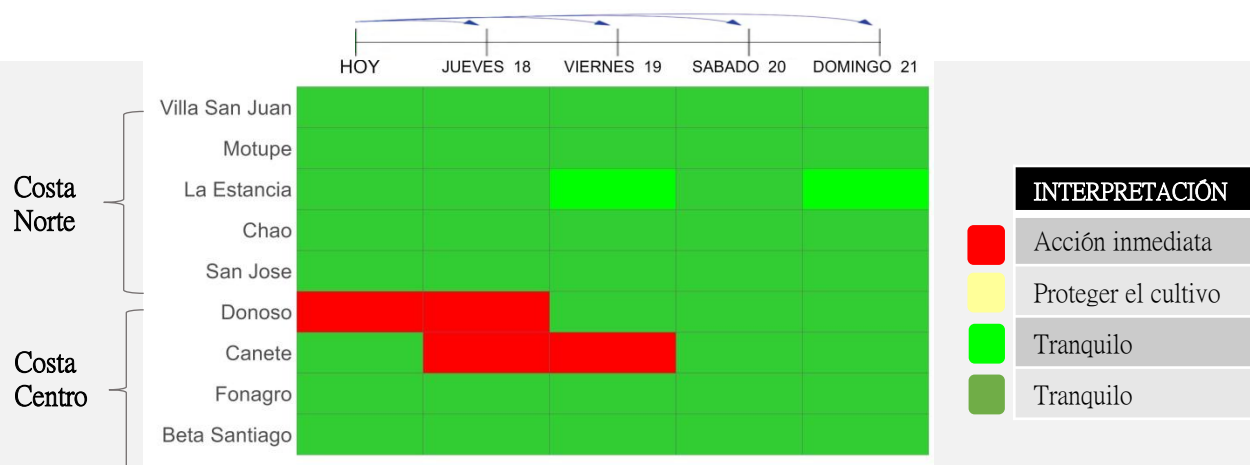 HOY JUEVES 18 VIERNES 19 SABADO 20 DOMINGO 21
Villa San Juan
Motupe
La Estancia
Chao
San Jose
Donoso
Canete
Fonagro
Beta Santiago
Costa
Norte
Costa
Centro
INTERPRETACIÓN
Acción inmediata
Proteger el cultivo
Tranquilo
Tranquilo